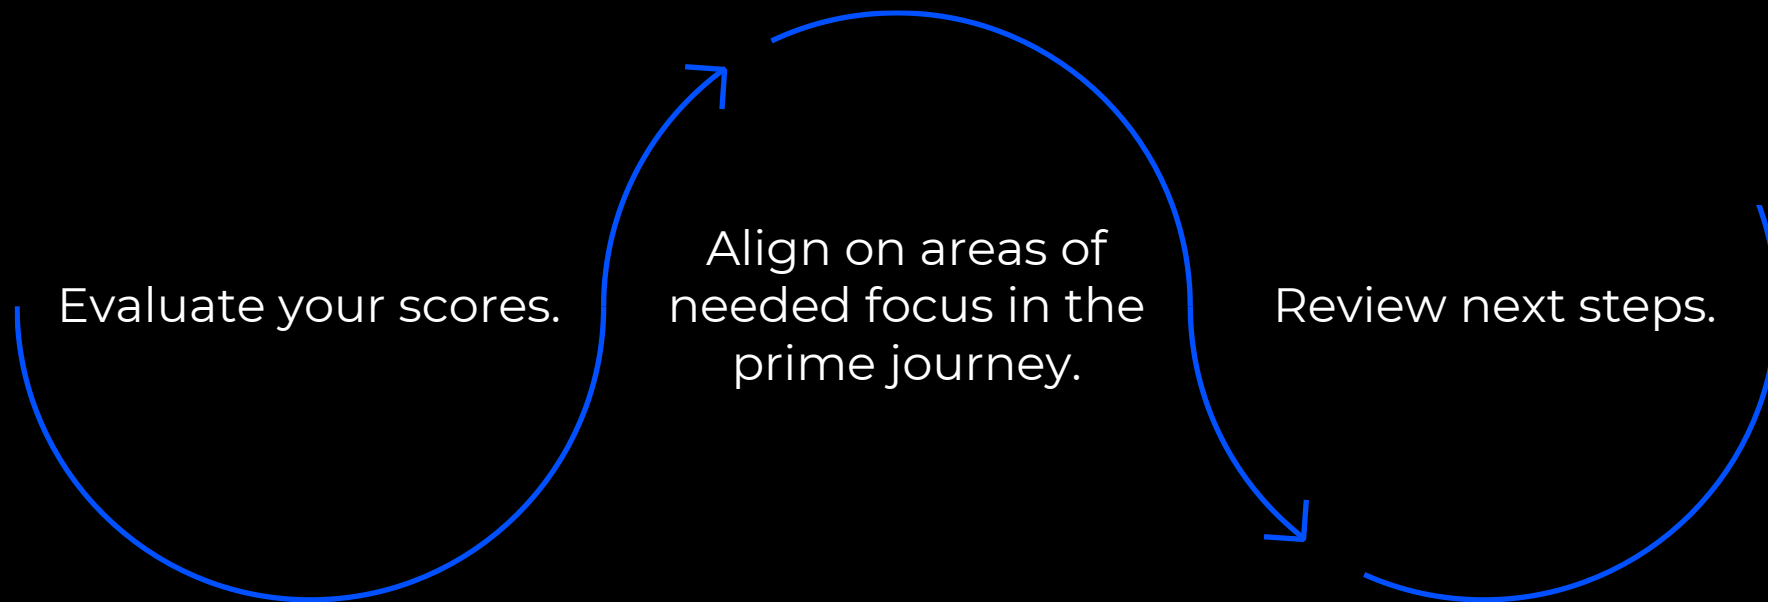 Evaluate your scores.
Align on areas of
needed focus in the
prime journey.
Review next steps.